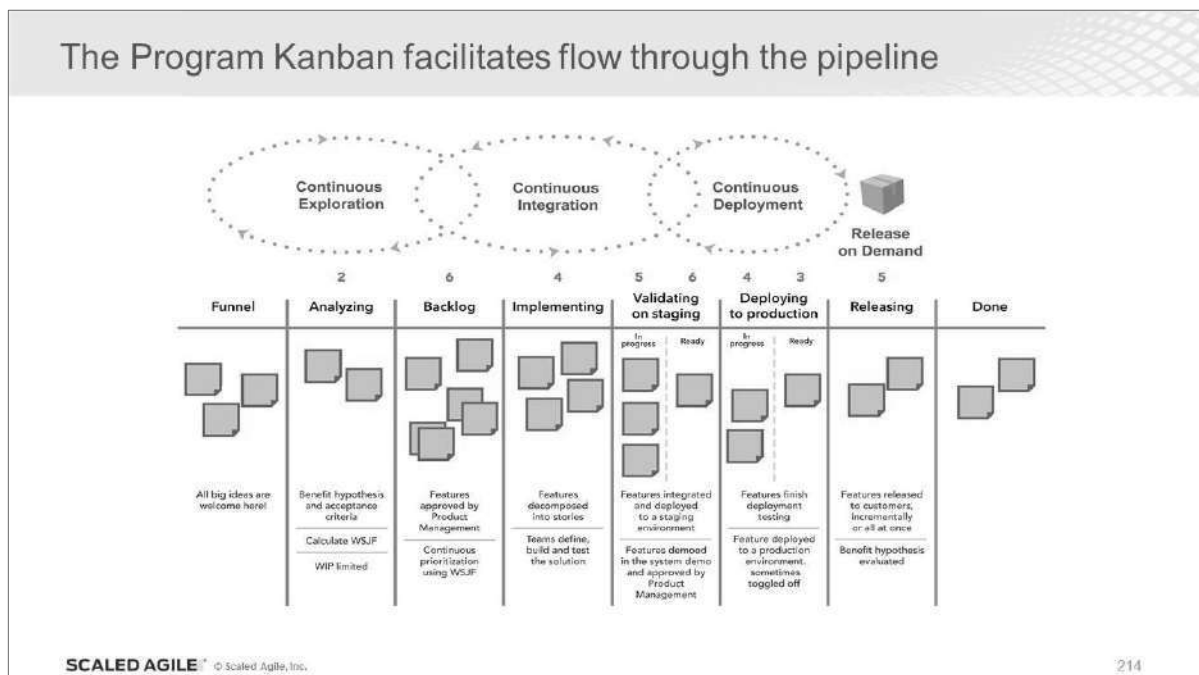 The Program Kanban facilitates flow through the pipeline
Continuous
Exploration
Continuous
Integration
Continuous
Deployment
Release
on Demand
2
6
4
5
6
4
3
5
Funnel
Analyzing
Backlog
Implementing
Validating
on staging
Deploying
to production
Releasing
Done
In
progress
Ready
In
progress
Ready
All big ideas are
welcome here!
Benefit hypothesis
and acceptance
criteria
Calculate WSJF
WIP limited
Features
approved by
Product
Management
Continuous
prioritization
using WSJF
Features
decomposed
into stories
Teams define,
build and test
the solution
Features integrated
and deployed
to a staging
environment
Features demoed
in the system demo
and approved by
Product
Management
Features finish
deployment
testing
Feature deployed
to a production
environment.
sometimes
toggled off
Features released
to customers,
incrementally
or all at once
Benefit hypothesis
evaluated
SCALED AGILE® © Scaled Agile, Inc.
214